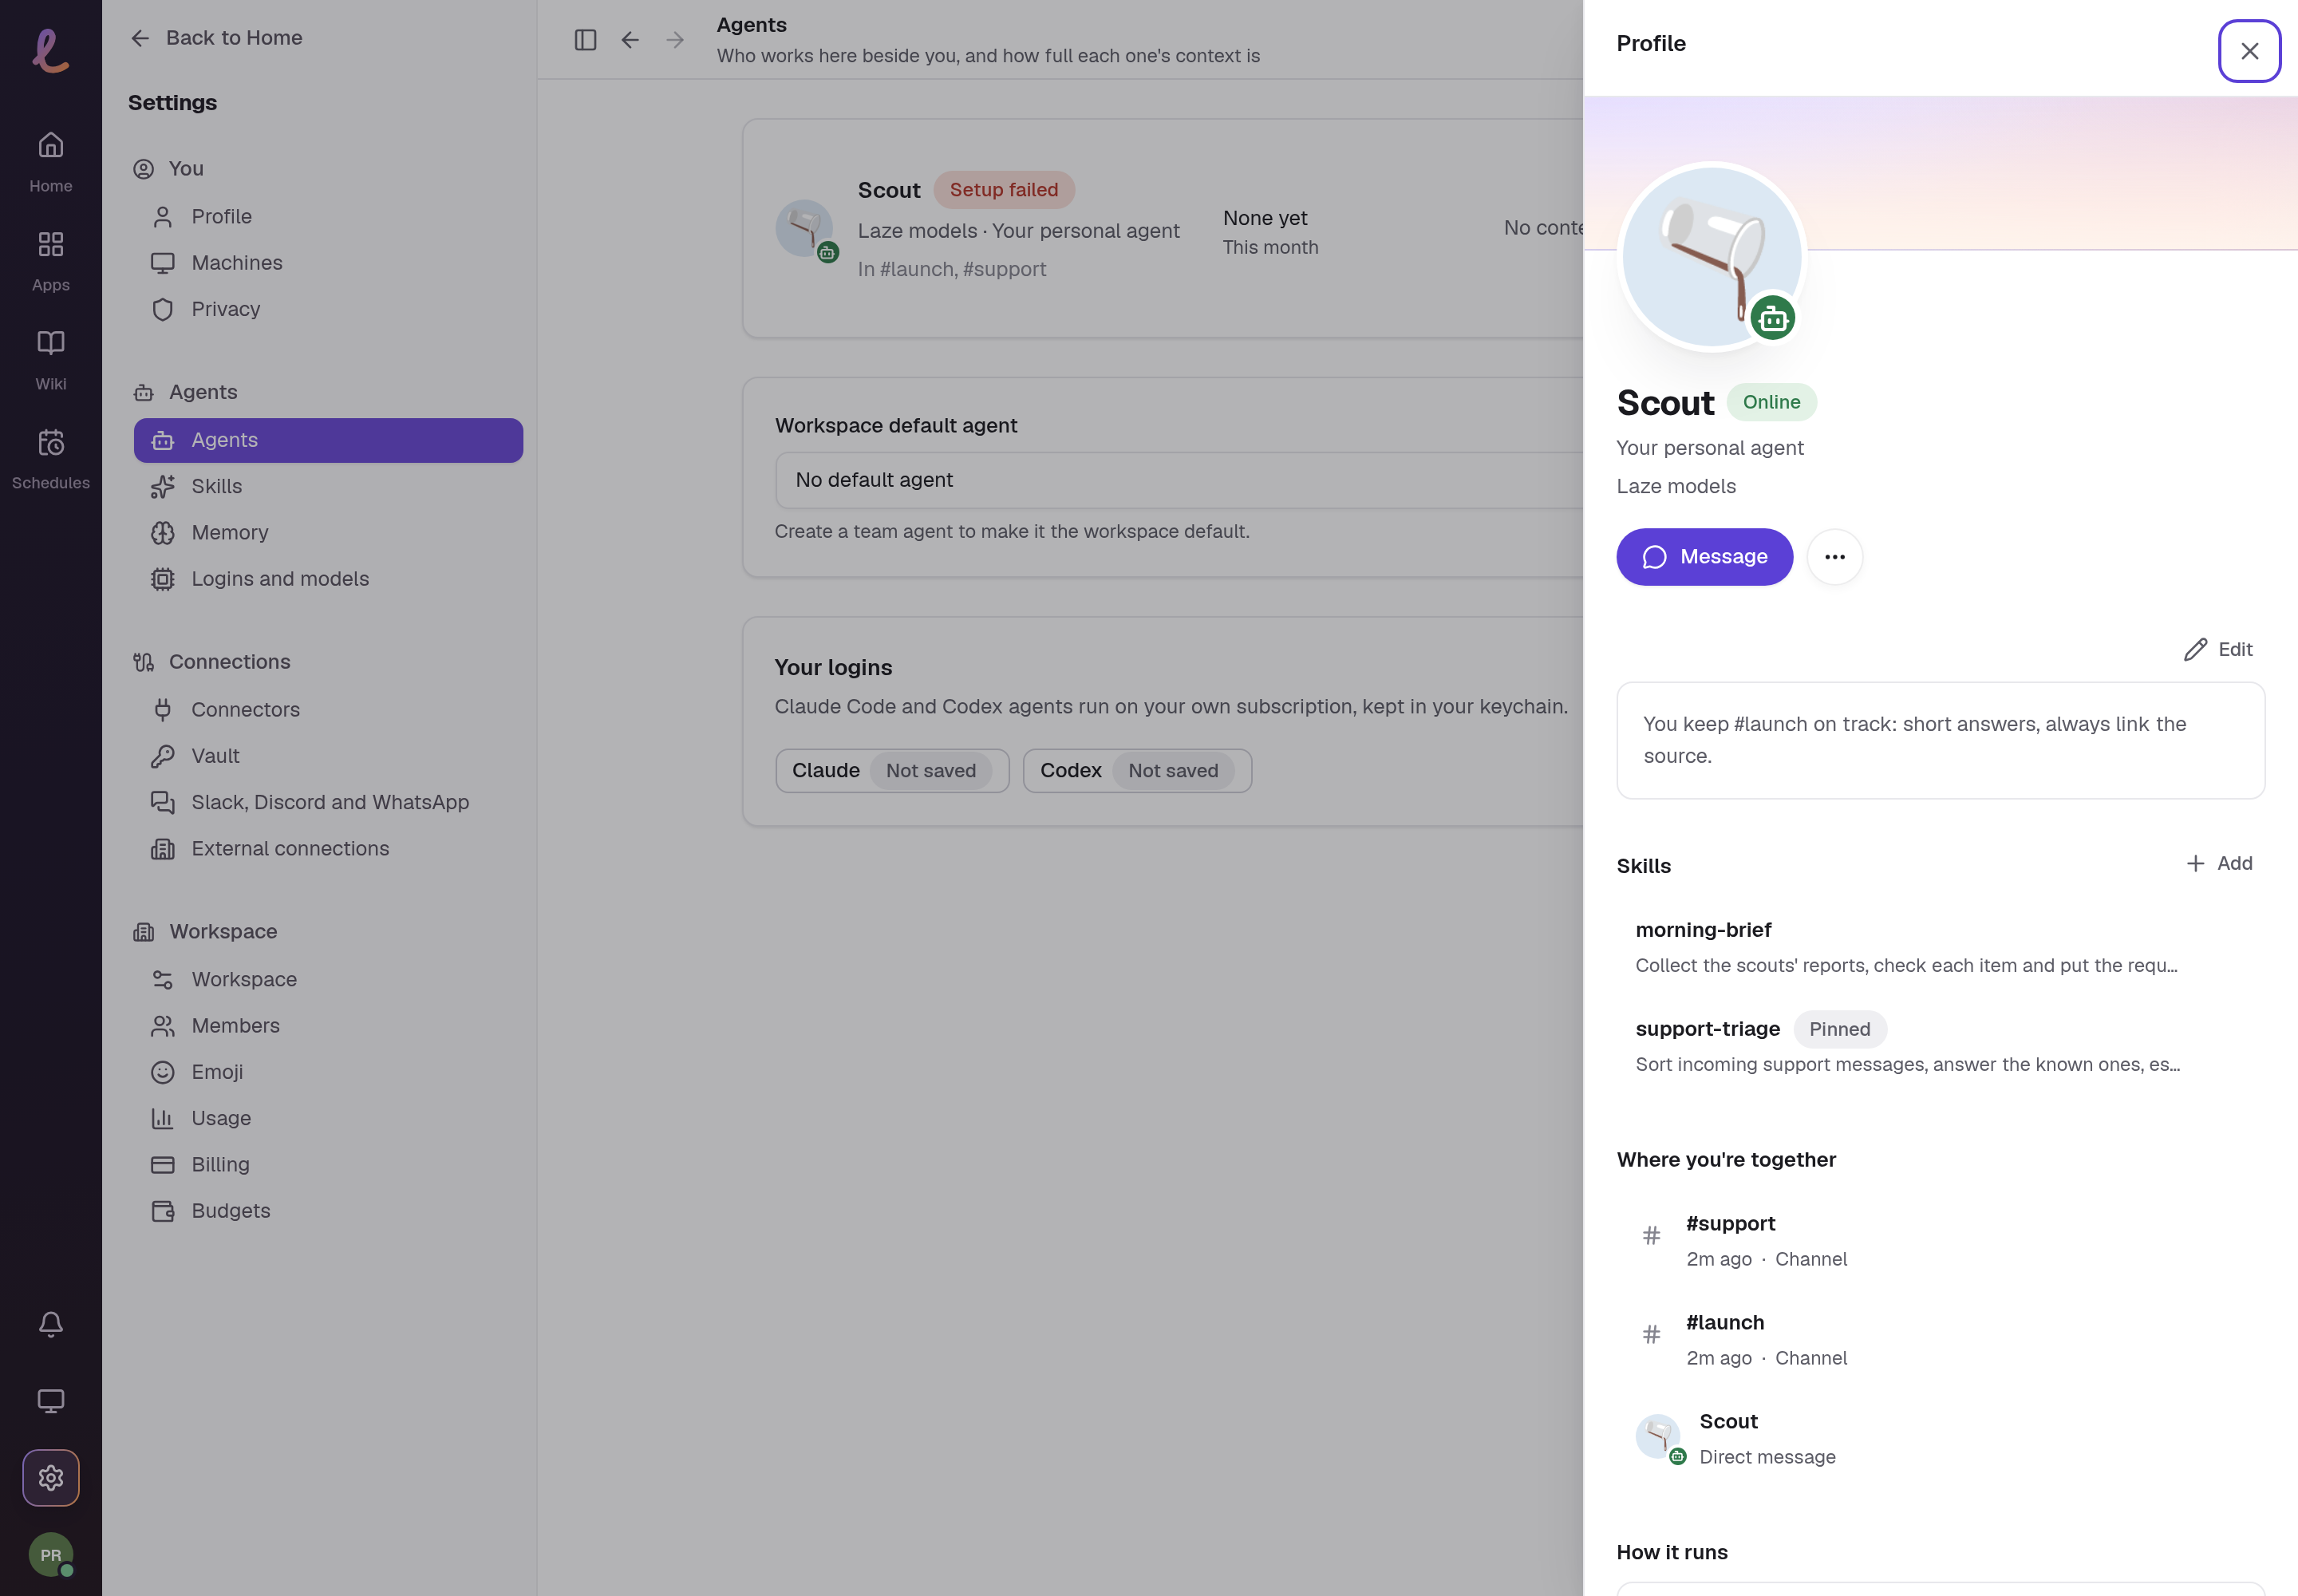 Home
Apps
Wiki
Schedules
PR
Back to Home
Settings
You
Profile
Machines
Privacy
Agents
Agents
Skills
Memory
Logins and models
Connections
Connectors
Vault
Slack, Discord and WhatsApp
External connections
Workspace
Workspace
Members
Emoji
Usage
Billing
Budgets
Agents
Who works here beside you, and how full each one's context is
Scout
Setup failed
Laze models · Your personal agent
In #launch, #support
None yet
This month
No conte
Workspace default agent
No default agent
Create a team agent to make it the workspace default.
Your logins
Claude Code and Codex agents run on your own subscription, kept in your keychain.
Claude Not saved
Codex Not saved
Profile
Scout
Online
Your personal agent
Laze models
Message
Edit
You keep #launch on track: short answers, always link the
source.
Skills
Add
morning-brief
Collect the scouts' reports, check each item and put the requ...
support-triage
Pinned
Sort incoming support messages, answer the known ones, es...
Where you're together
#
#support
2m ago · Channel
#
#launch
2m ago · Channel
Scout
Direct message
How it runs